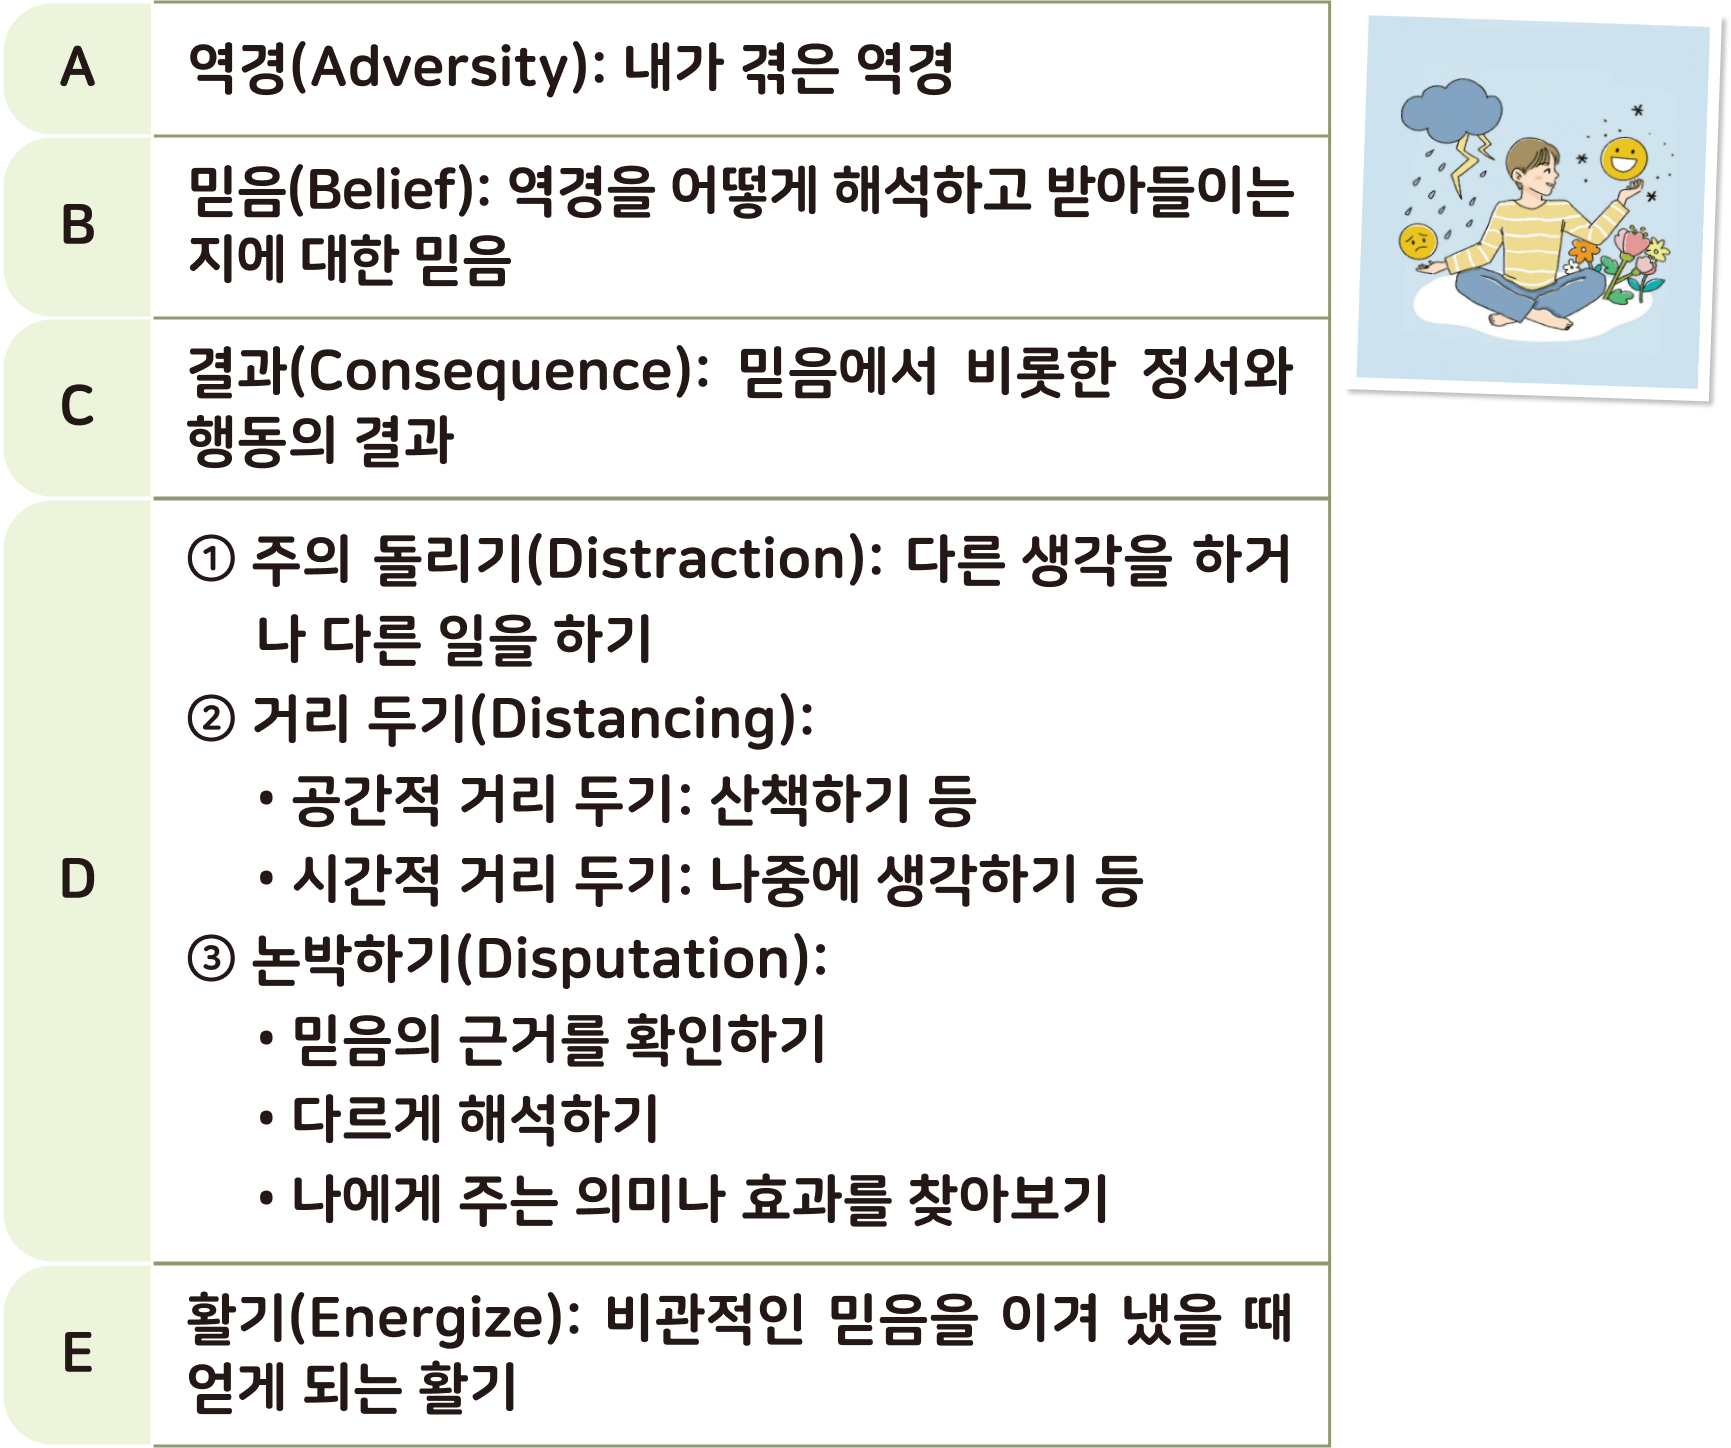 A
역경(Adversity): 내가 겪은 역경
B
믿음(Belief): 역경을 어떻게 해석하고 받아들이는
지에 대한 믿음
C
결과(Consequence): 믿음에서 비롯한 정서와
행동의 결과
D
① 주의 돌리기(Distraction): 다른 생각을 하거
나 다른 일을 하기
② 거리 두기(Distancing):
• 공간적 거리 두기: 산책하기 등
• 시간적 거리 두기: 나중에 생각하기 등
③ 논박하기(Disputation):
• 믿음의 근거를 확인하기
• 다르게 해석하기
• 나에게 주는 의미나 효과를 찾아보기
E
활기(Energize): 비관적인 믿음을 이겨 냈을 때
얻게 되는 활기